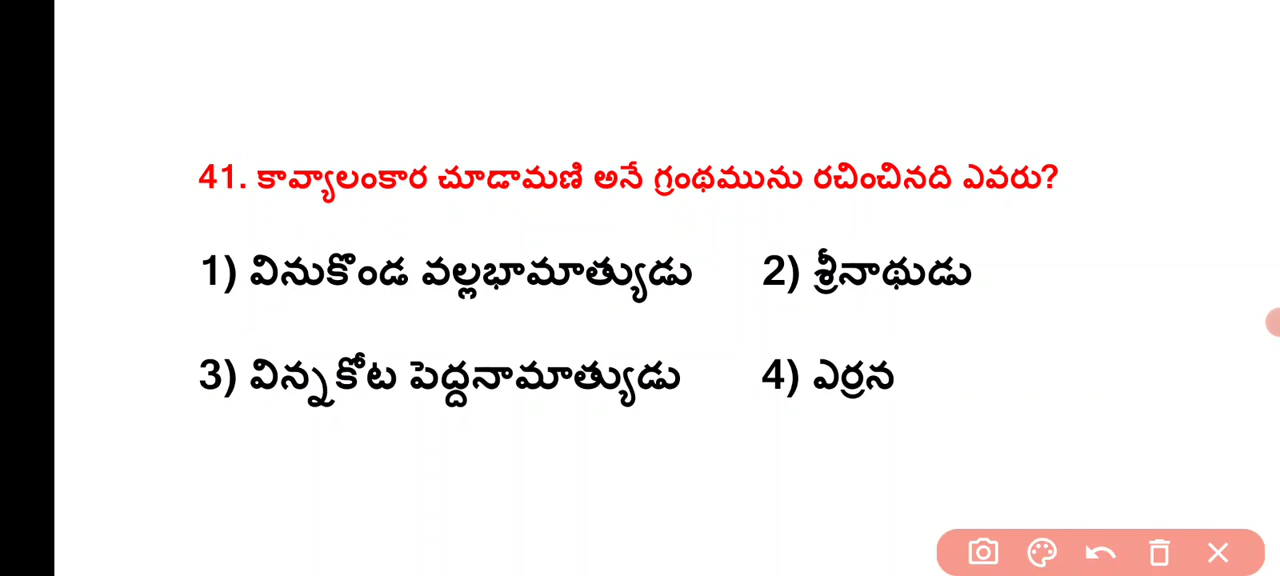 41. కావ్యాలంకార చూడామణి అనే గ్రంథమును రచించినది ఎవరు?
1) వినుకొండ వల్లభామాత్యుడు 2) శ్రీనాథుడు
3) విన్నకోట పెద్దనామాత్యుడు 4) ఎర్రన